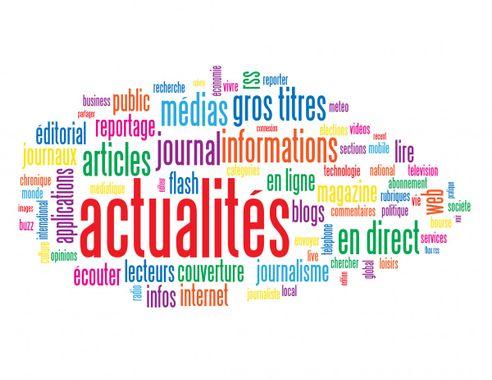 économie
recherche
vivre
rss
reporter
business
public
cuisine
partager
médias
gros titres
météo
éditorial
reportage
connexion
élections
vidéos
récent
journaux
articles
journal
informations
sections
mobile
lire
chronique
monde
applications
médiatique
éditeur
flash
catégories
en ligne
technologie
national
télévision
abonnement
images
buzz
international
actualités
blogs
magazine
commentaires
rubriques
politique
vie
web
pratique
société
bourse
culture
opinions
envoyer
téléphone
en direct
services
flux rss
écouter
lecteurs
couverture
journalisme
live
chercher
global
loisirs
radio
infos
internet
journaliste
local
édition